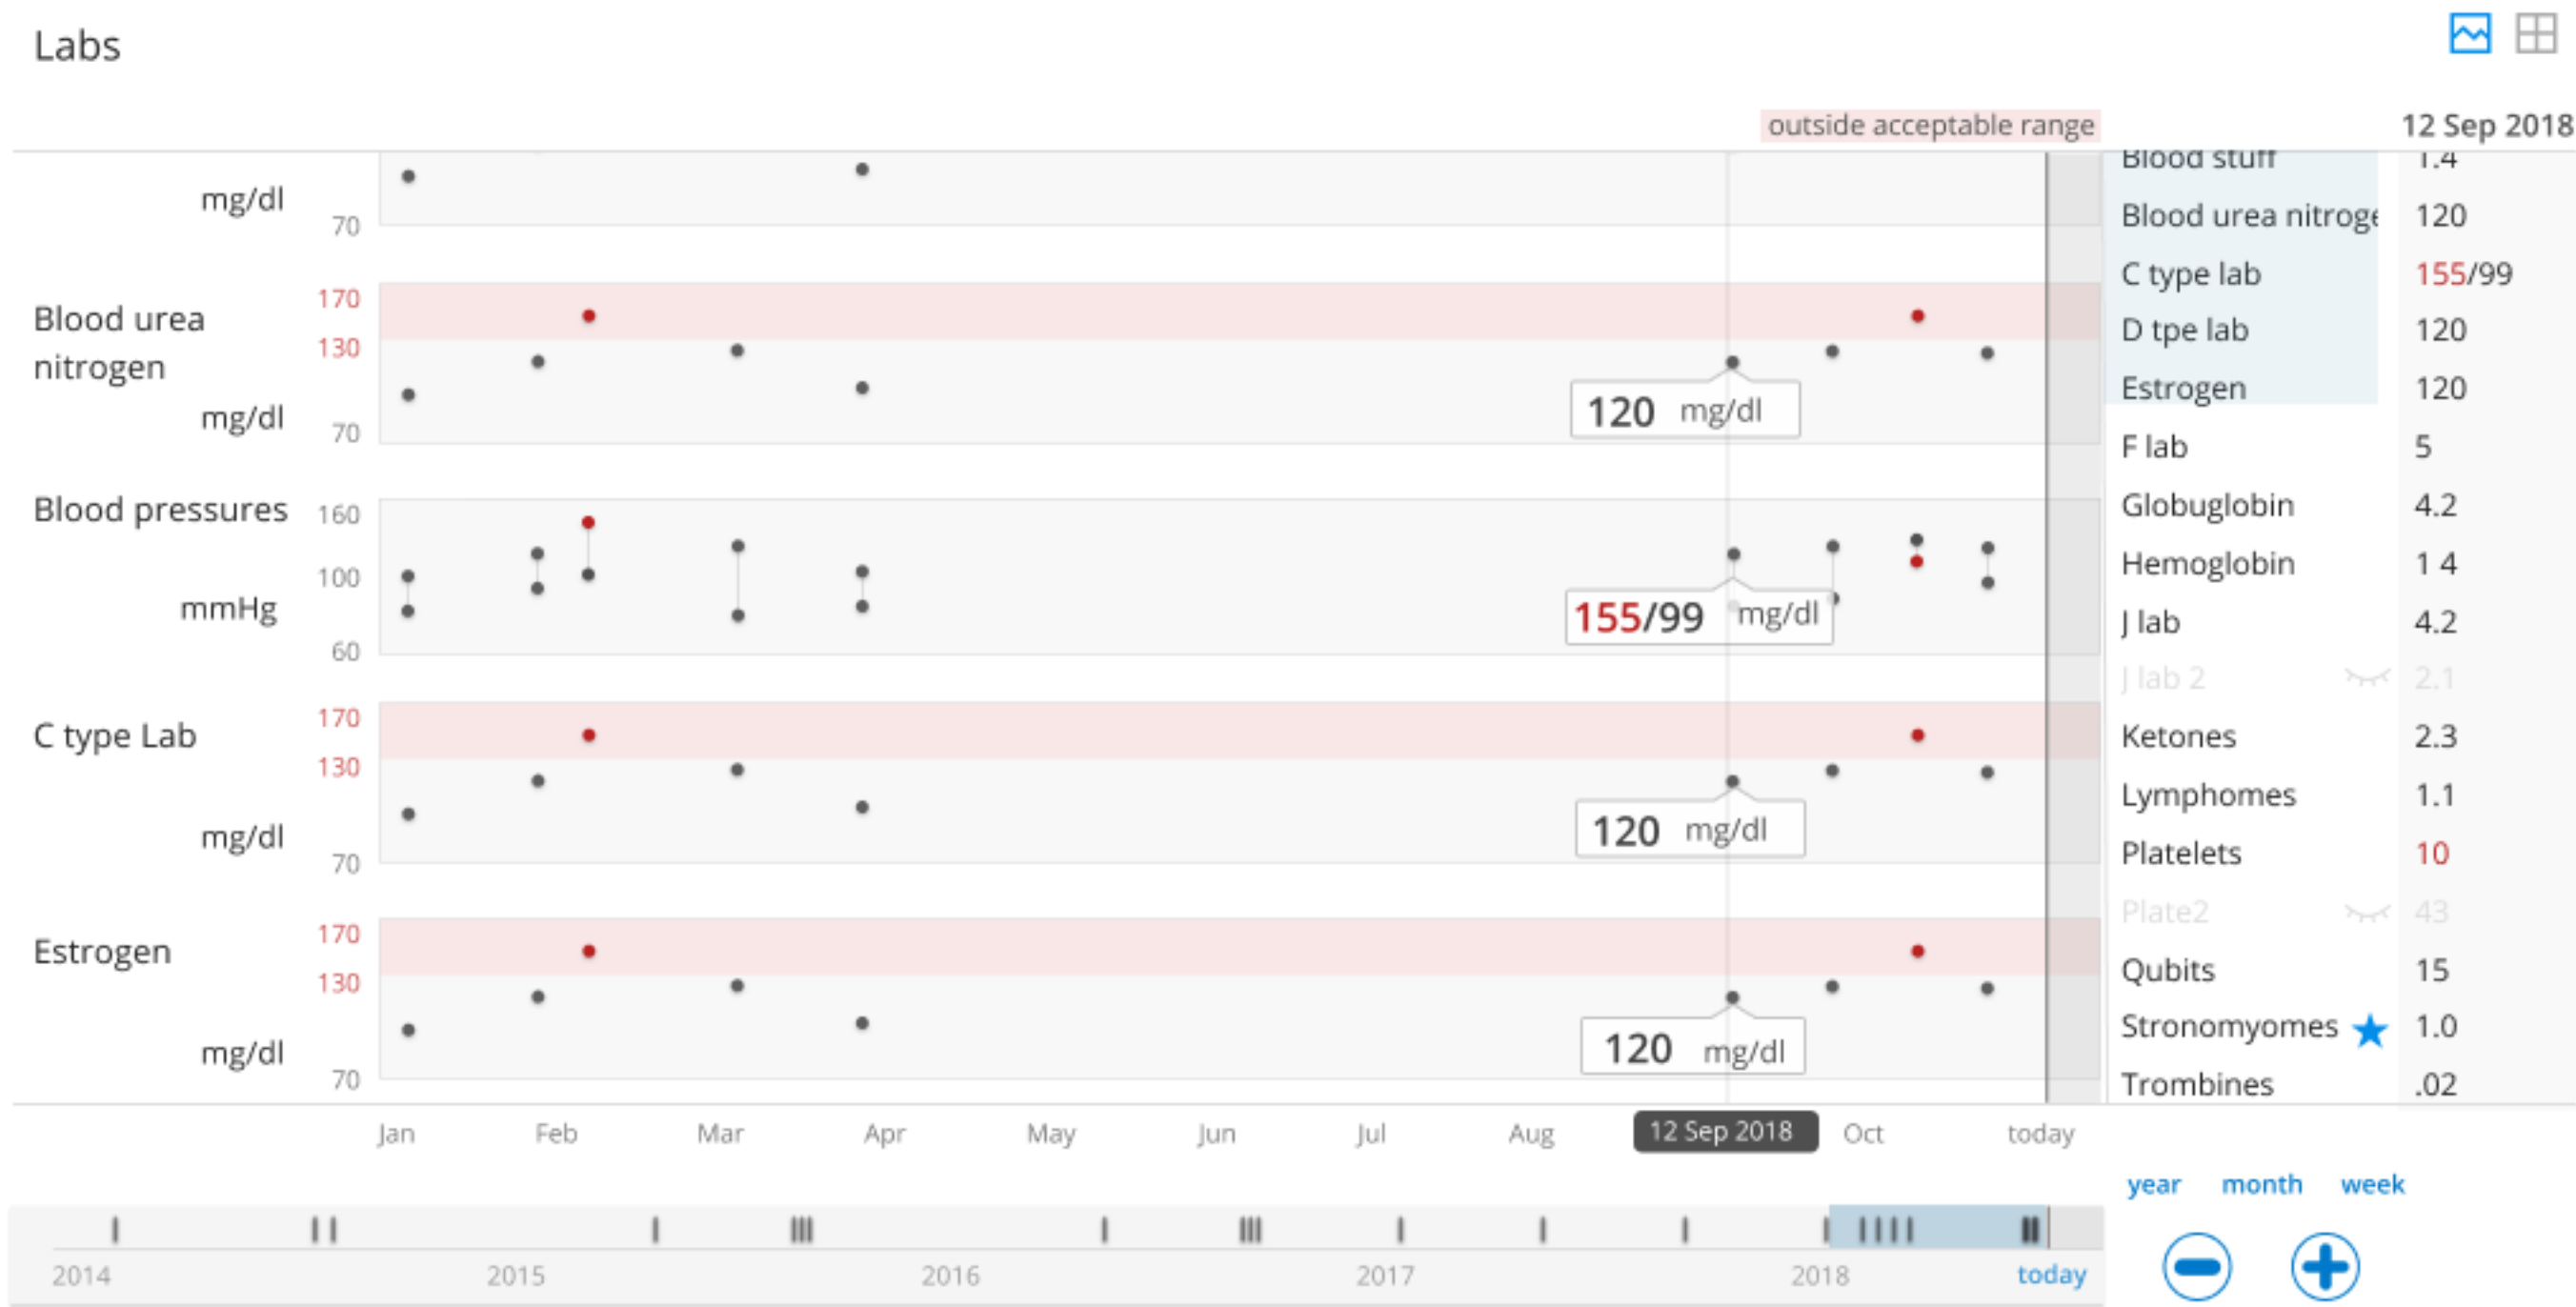 Labs
outside acceptable range
12 Sep 2018
mg/dl
70
Blood urea
nitrogen
mg/dl
170
130
70
120 mg/dl
Blood pressures
mmHg
160
100
60
155/99 mg/dl
C type Lab
mg/dl
170
130
70
120 mg/dl
Estrogen
mg/dl
170
130
70
120 mg/dl
Blood stuff 1.4
Blood urea nitroge 120
C type lab 155/99
D tpe lab 120
Estrogen 120
F lab 5
Globuglobin 4.2
Hemoglobin 1 4
J lab 4.2
J lab 2 2.1
Ketones 2.3
Lymphomes 1.1
Platelets 10
Plate2 43
Qubits 15
Stronomyomes 1.0
Trombines .02
Jan Feb Mar Apr May Jun Jul Aug 12 Sep 2018 Oct today
year month week
2014 2015 2016 2017 2018 today